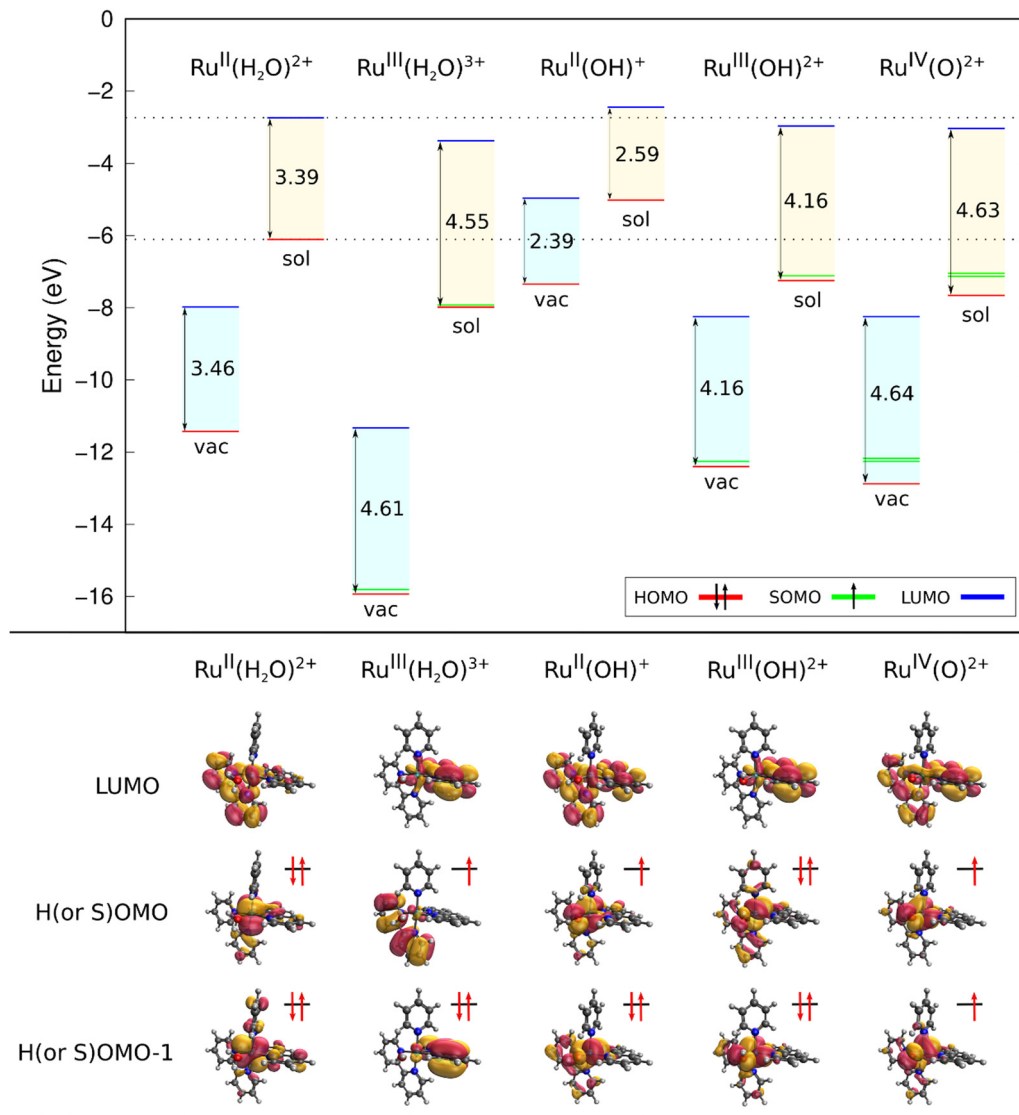 0
Ru^II(H₂O)²⁺ Ru^III(H₂O)³⁺ Ru^II(OH)⁺ Ru^III(OH)²⁺ Ru^IV(O)²⁺
−2
−4
−6
−8
−10
−12
−14
−16
Energy (eV)
3.39
sol
3.46
vac
4.55
sol
4.61
vac
2.59
sol
2.39
vac
4.16
sol
4.16
vac
4.63
sol
4.64
vac
HOMO SOMO LUMO
Ru^II(H₂O)²⁺ Ru^III(H₂O)³⁺ Ru^II(OH)⁺ Ru^III(OH)²⁺ Ru^IV(O)²⁺
LUMO
H(or S)OMO
H(or S)OMO-1